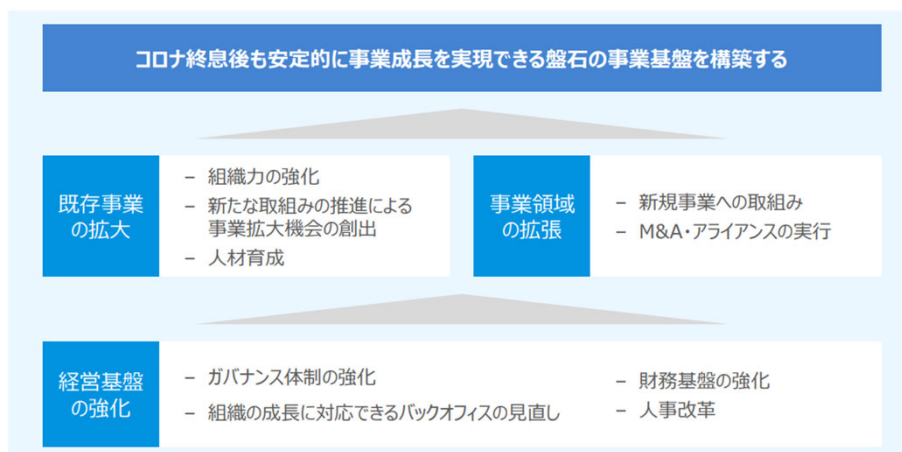 コロナ終息後も安定的に事業成長を実現できる盤石の事業基盤を構築する
既存事業
の拡大
– 組織力の強化
– 新たな取組みの推進による
事業拡大機会の創出
– 人材育成
事業領域
の拡張
– 新規事業への取組み
– M&A・アライアンスの実行
経営基盤
の強化
– ガバナンス体制の強化
– 組織の成長に対応できるバックオフィスの見直し
– 財務基盤の強化
– 人事改革